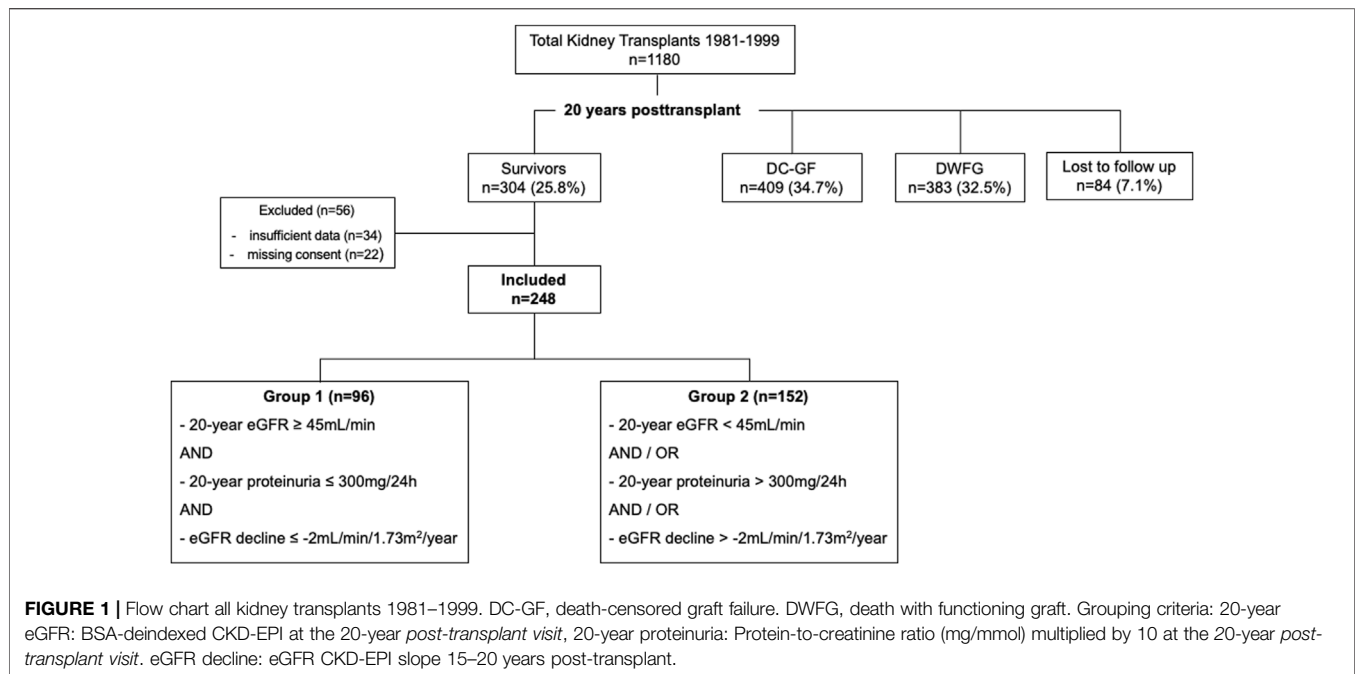 Total Kidney Transplants 1981-1999
n=1180
20 years posttransplant
Survivors
n=304 (25.8%)
DC-GF
n=409 (34.7%)
DWFG
n=383 (32.5%)
Lost to follow up
n=84 (7.1%)
Excluded (n=56)
- insufficient data (n=34)
- missing consent (n=22)
Included
n=248
Group 1 (n=96)
- 20-year eGFR ≥ 45mL/min
AND
- 20-year proteinuria ≤ 300mg/24h
AND
- eGFR decline ≤ -2mL/min/1.73m²/year
Group 2 (n=152)
- 20-year eGFR < 45mL/min
AND / OR
- 20-year proteinuria > 300mg/24h
AND / OR
- eGFR decline > -2mL/min/1.73m²/year
FIGURE 1 | Flow chart all kidney transplants 1981–1999. DC-GF, death-censored graft failure. DWFG, death with functioning graft. Grouping criteria: 20-year
eGFR: BSA-deindexed CKD-EPI at the 20-year post-transplant visit, 20-year proteinuria: Protein-to-creatinine ratio (mg/mmol) multiplied by 10 at the 20-year post-
transplant visit. eGFR decline: eGFR CKD-EPI slope 15–20 years post-transplant.